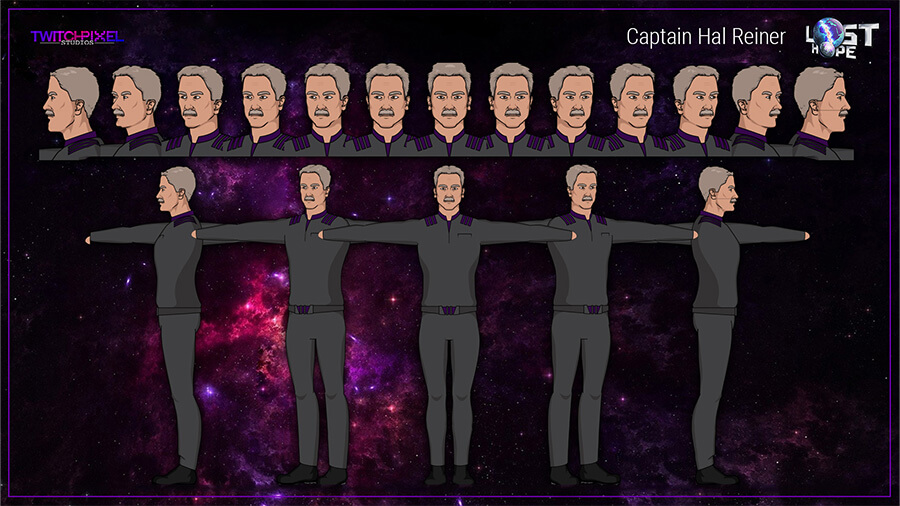 TWITCHPIXEL
STUDIOS
Captain Hal Reiner
LOST
HOPE